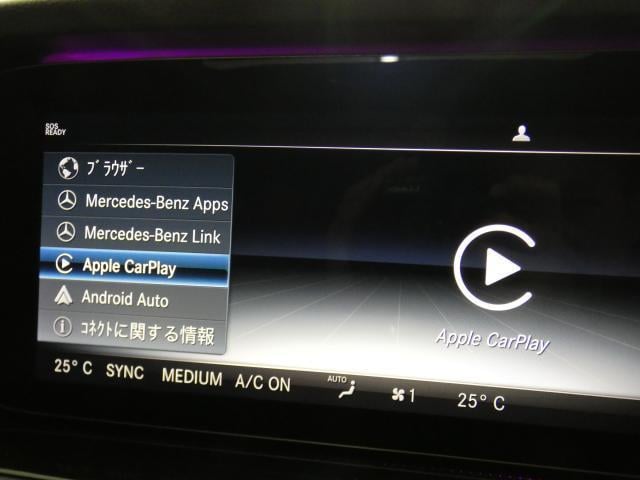 SOS
READY
ﾌﾞﾗｳｻﾞｰ
Mercedes-Benz Apps
Mercedes-Benz Link
Apple CarPlay
Android Auto
ｺﾈｸﾄに関する情報
Apple CarPlay
25° C SYNC MEDIUM A/C ON AUTO 1 25° C